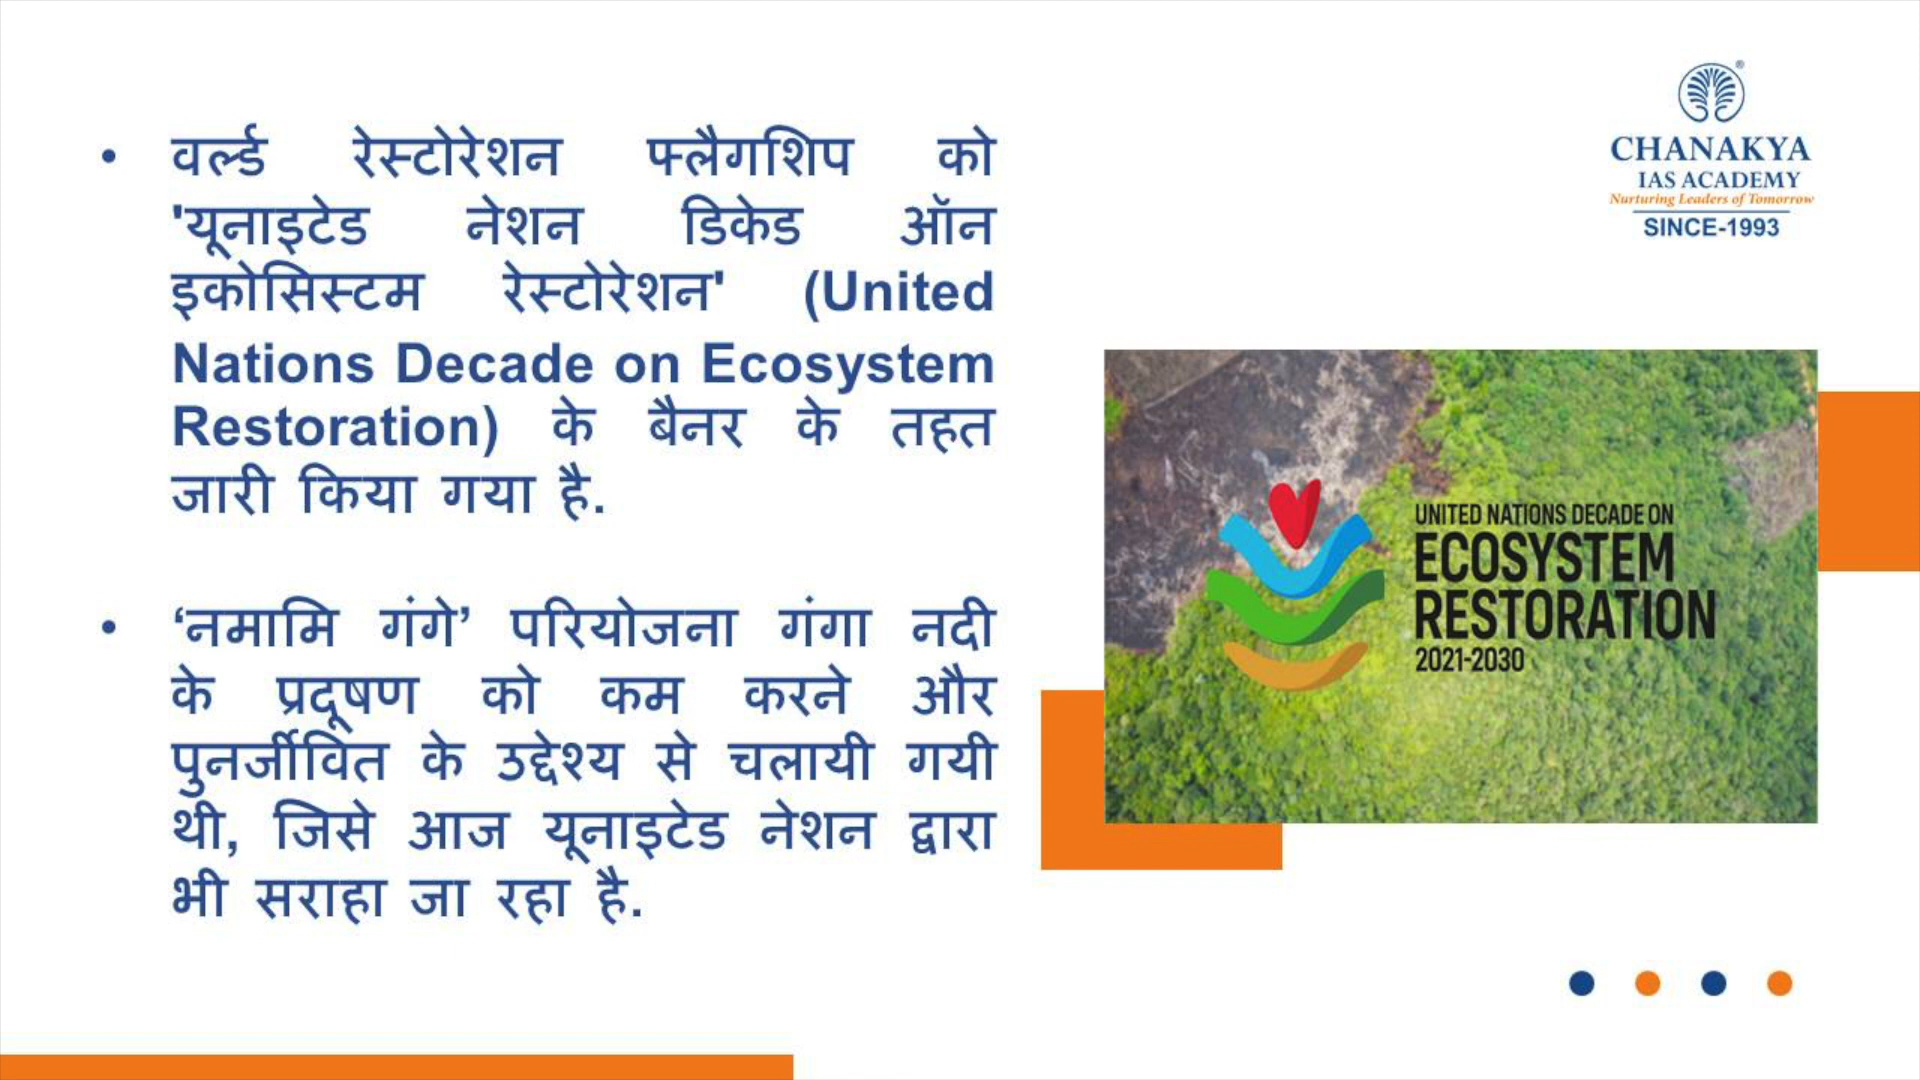 • वर्ल्ड रेस्टोरेशन फ्लैगशिप को
'यूनाइटेड नेशन डिकेड ऑन
इकोसिस्टम रेस्टोरेशन' (United
Nations Decade on Ecosystem
Restoration) के बैनर के तहत
जारी किया गया है.
• ‘नमामि गंगे’ परियोजना गंगा नदी
के प्रदूषण को कम करने और
पुनर्जीवित के उद्देश्य से चलायी गयी
थी, जिसे आज यूनाइटेड नेशन द्वारा
भी सराहा जा रहा है.
®
CHANAKYA
IAS ACADEMY
Nurturing Leaders of Tomorrow
SINCE-1993
UNITED NATIONS DECADE ON
ECOSYSTEM
RESTORATION
2021-2030